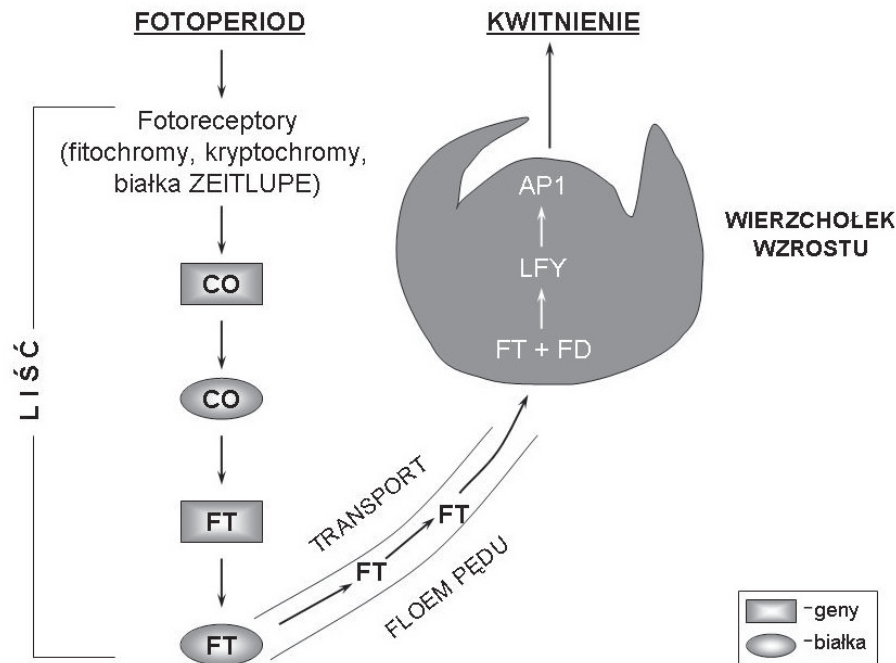 FOTOPERIOD
Fotoreceptory
(fitochromy, kryptochromy,
białka ZEITLUPE)
CO
CO
FT
FT
LIŚĆ
FT
FT
TRANSPORT
FLOEM PĘDU
KWITNIENIE
AP1
LFY
FT + FD
WIERZCHOŁEK
WZROSTU
-geny
-białka